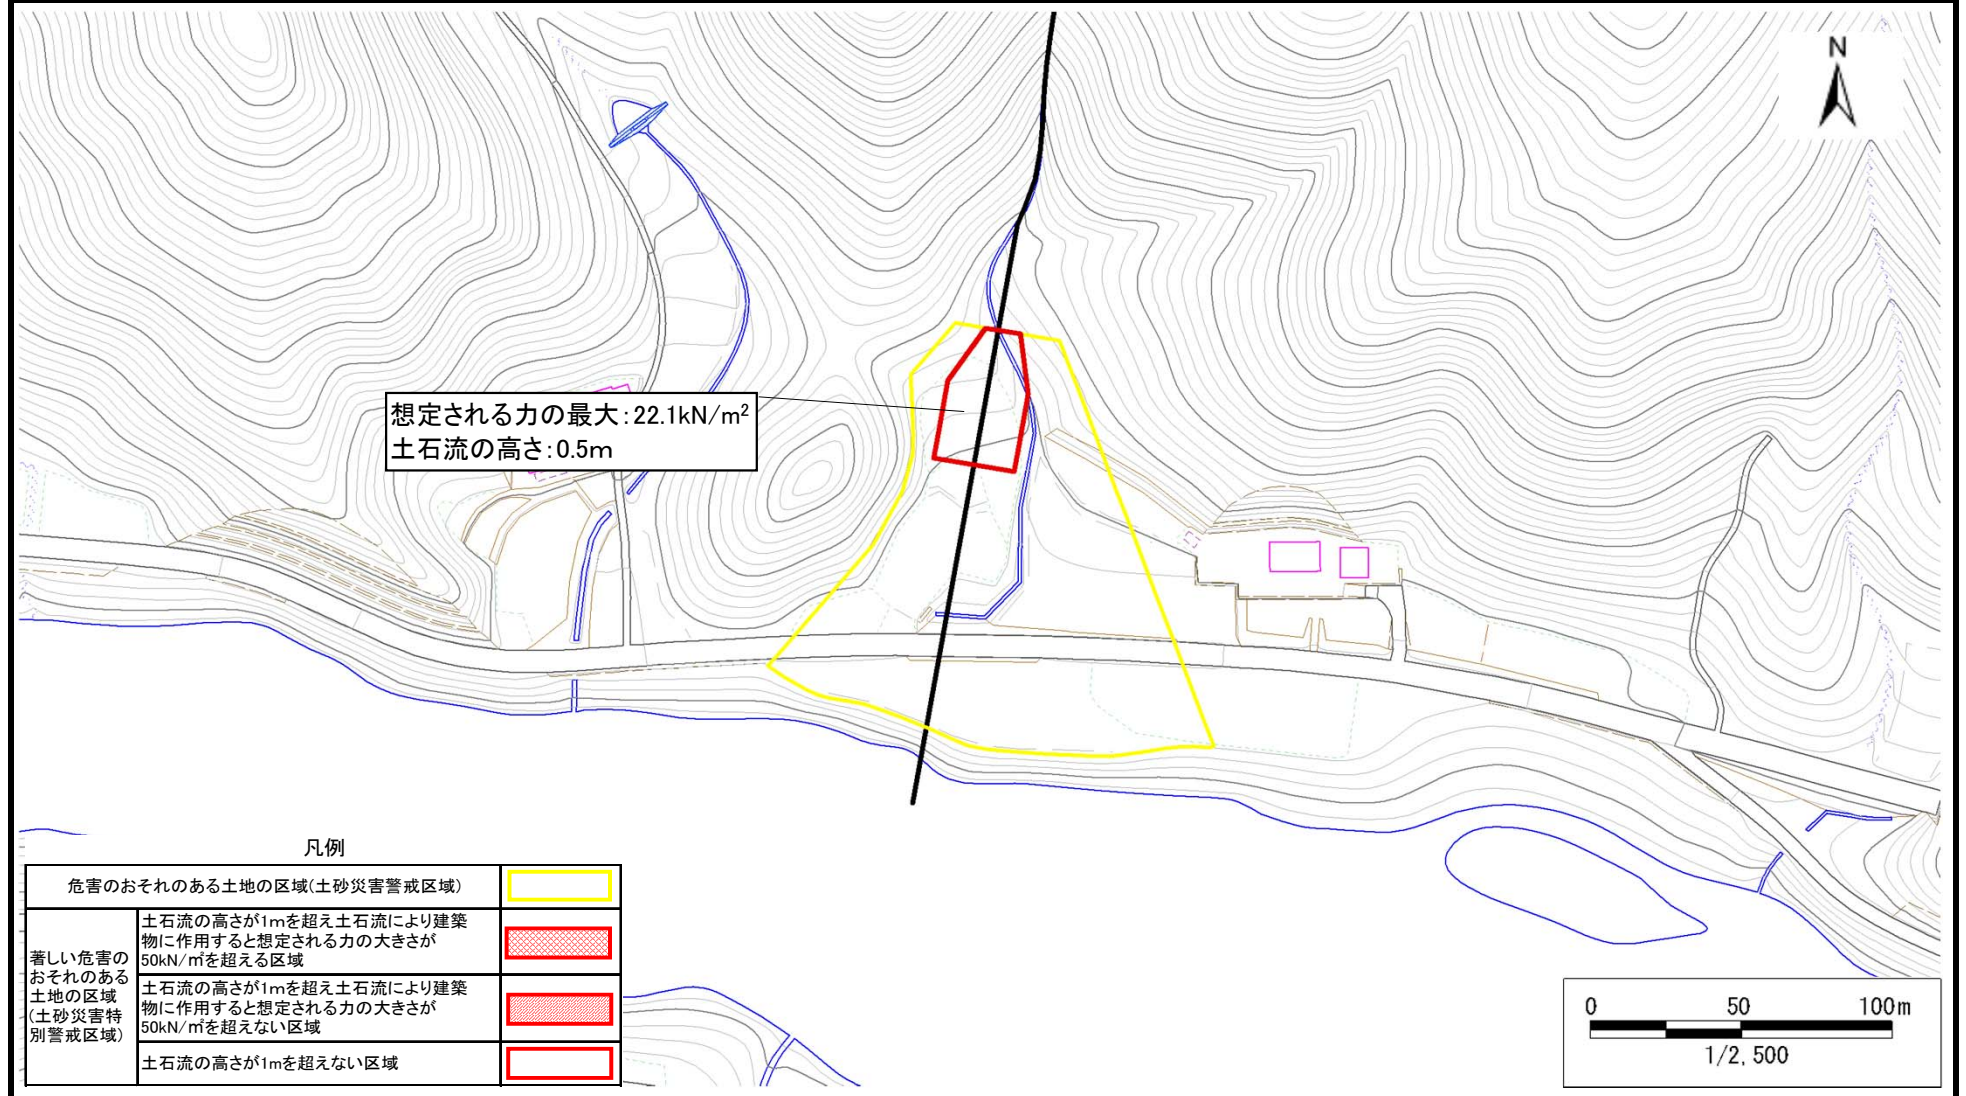 N
想定される力の最大:22.1kN/m²
土石流の高さ:0.5m
凡例
危害のおそれのある土地の区域(土砂災害警戒区域)
著しい危害の
おそれのある
土地の区域
(土砂災害特
別警戒区域)
土石流の高さが1mを超え土石流により建築
物に作用すると想定される力の大きさが
50kN/㎡を超える区域
土石流の高さが1mを超え土石流により建築
物に作用すると想定される力の大きさが
50kN/㎡を超えない区域
土石流の高さが1mを超えない区域
0 50 100m
1/2,500